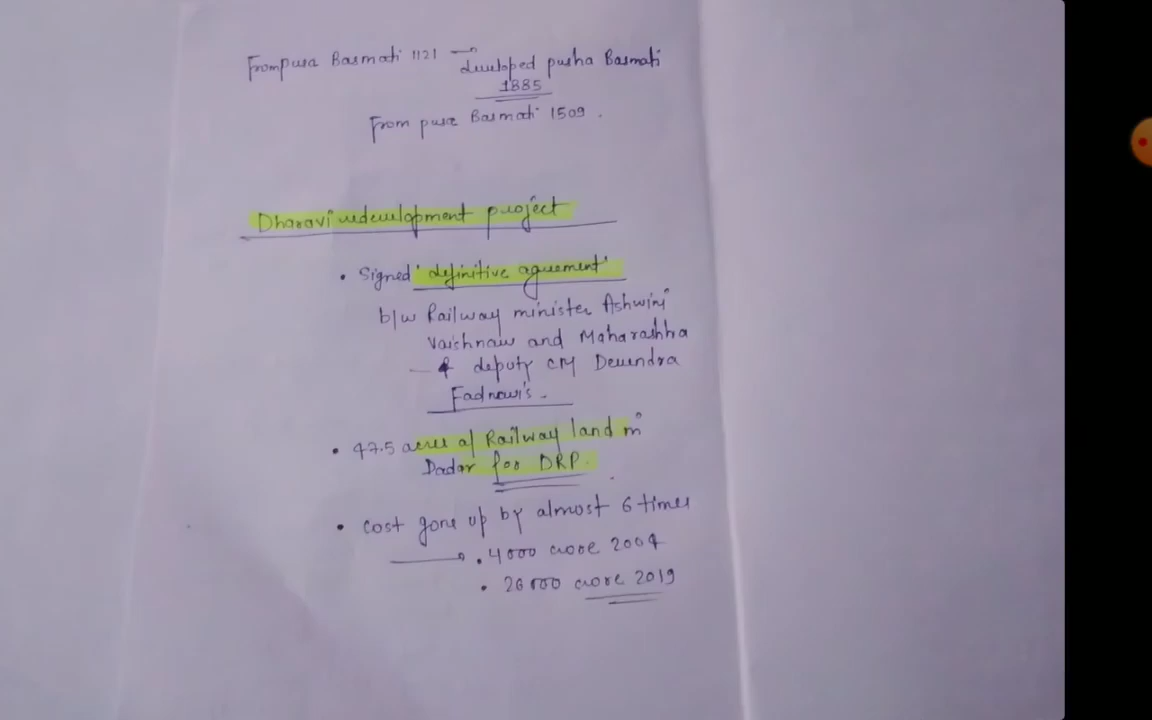 From pusa Basmati 1121 → developed pusha Basmati
1885
From pusa Basmati 1509 .
Dharavi redevelopment project
• Signed 'definitive agreement'
b/w Railway minister Ashwini
Vaishnaw and Maharashtra
deputy CM Devendra
Fadnavis .
• 47.5 acres of Railway land in
Dadar for DRP.
• cost gone up by almost 6 times
→ • 4000 crore 2004
• 26000 crore 2019